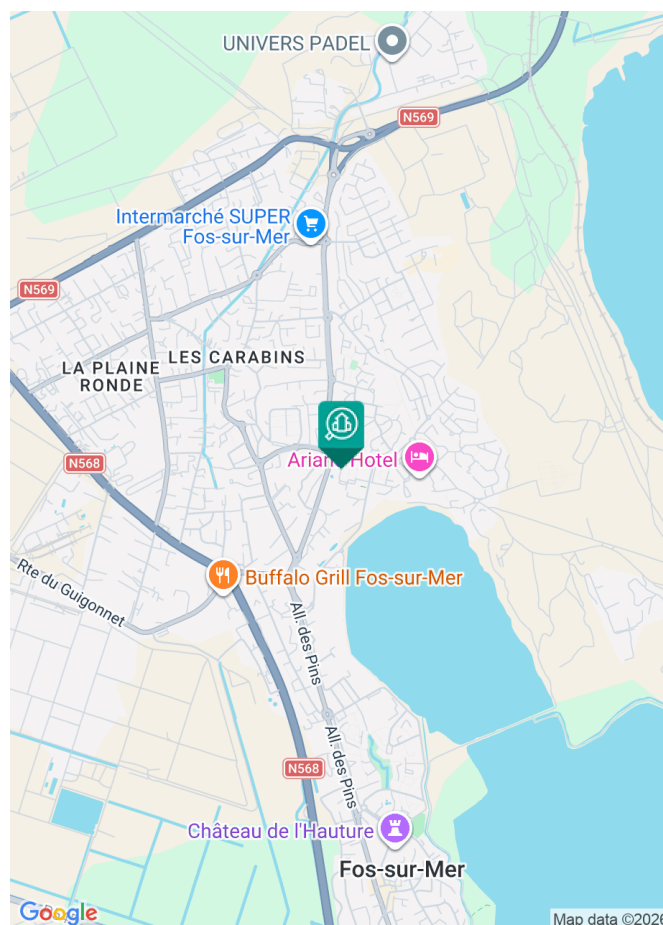 UNIVERS PADEL
N569
Intermarché SUPER
Fos-sur-Mer
N569
LES CARABINS
LA PLAINE
RONDE
N568
Hotel
Buffalo Grill Fos-sur-Mer
Rte du Guigonnet
All. des Pins
All. des Pins
N568
Château de l'Hauture
Fos-sur-Mer
Google
Map data ©2026